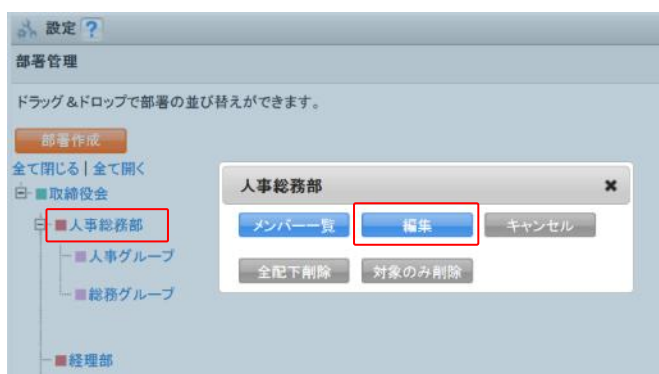 設定 ?
部署管理
ドラッグ&ドロップで部署の並び替えができます。
部署作成
全て閉じる | 全て開く
取締役会
人事総務部
人事グループ
総務グループ
経理部
人事総務部 ×
メンバー一覧 編集 キャンセル
全配下削除 対象のみ削除